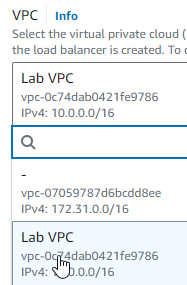 VPC Info
Select the virtual private cloud (
the load balancer is created. To c
Lab VPC
vpc-0c74dab0421fe9786
IPv4: 10.0.0.0/16
-
vpc-07059787d6bcdd8ee
IPv4: 172.31.0.0/16
Lab VPC
vpc-0c74dab0421fe9786
IPv4: 10.0.0.0/16